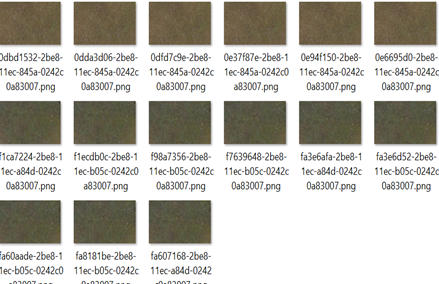 0dbd1532-2be8-
11ec-845a-0242c
0a83007.png
0dda3d06-2be8-
11ec-845a-0242c
0a83007.png
0dfd7c9e-2be8-
11ec-845a-0242c
0a83007.png
0e37f87e-2be8-1
1ec-845a-0242c0
a83007.png
0e94f150-2be8-
11ec-845a-0242c
0a83007.png
0e6695d0-2be8-
11ec-845a-0242c
0a83007.png
f1ca7224-2be8-1
1ec-a84d-0242c
0a83007.png
f1ecdb0c-2be8-1
1ec-b05c-0242c0
a83007.png
f98a7356-2be8-
11ec-b05c-0242c
0a83007.png
f7639648-2be8-
11ec-b05c-0242c
0a83007.png
fa3e6afa-2be8-1
1ec-a84d-0242c
0a83007.png
fa3e6d52-2be8-
11ec-b05c-0242c
0a83007.png
fa60aade-2be8-
11ec-b05c-0242c0
fa8181be-2be8-
11ec-b05c-0242c
fa607168-2be8-
11ec-a84d-0242